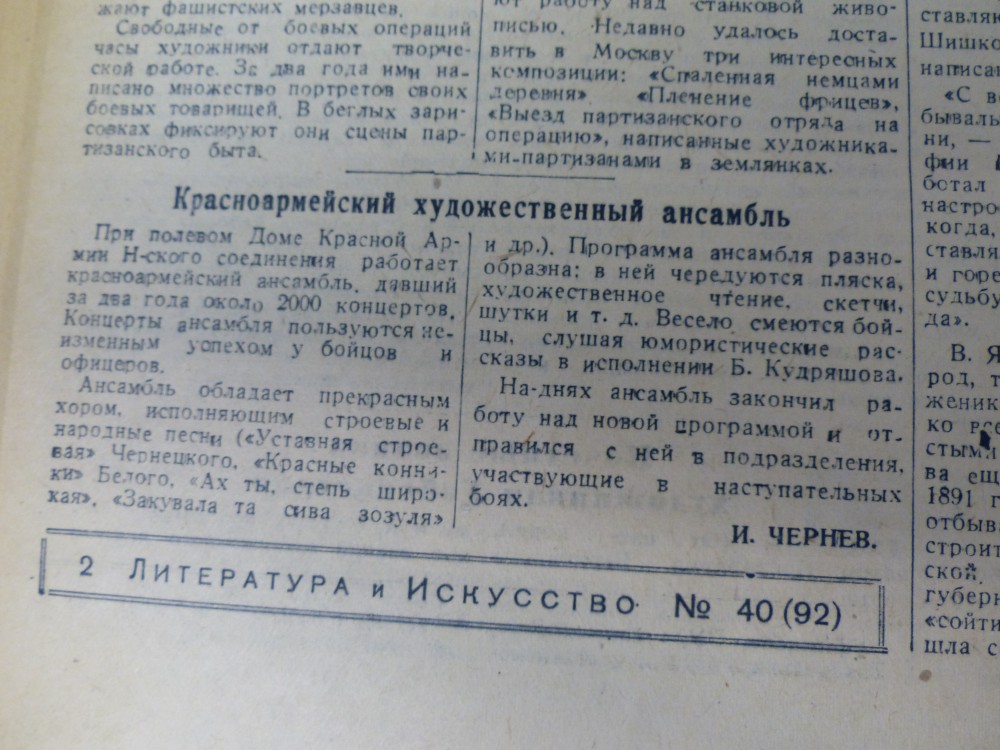 жают фашистских мерзавцев.
Свободные от боевых операций
часы художники отдают творче-
ской работе. За два года ими на-
писано множество портретов своих
боевых товарищей. В беглых зари-
совках фиксируют они сцены пар-
тизанского быта.
ют работу над станковой живо-
писью. Недавно удалось доста-
вить в Москву три интересных
композиции: «Спаленная немцами
деревня» «Пленение фрицев»,
«Выезд партизанского отряда на
операцию», написанные художника-
ми-партизанами в землянках.
Красноармейский художественный ансамбль
При полевом Доме Красной Ар-
мии Н-ского соединения работает
красноармейский ансамбль, давший
за два года около 2000 концертов.
Концерты ансамбля пользуются не-
изменным успехом у бойцов и
офицеров.
Ансамбль обладает прекрасным
хором, исполняющим строевые и
народные песни («Уставная строе-
вая» Чернецкого, «Красные конни-
ки» Белого, «Ах ты, степь широ-
кая», «Закувала та сива зозуля»
и др.). Программа ансамбля разно-
образна: в ней чередуются пляска,
художественное чтение, скетчи,
шутки и т. д. Весело смеются бой-
цы, слушая юмористические рас-
сказы в исполнении Б. Кудряшова.
На-днях ансамбль закончил ра-
боту над новой программой и от-
правился с ней в подразделения,
участвующие в наступательных
боях.
И. ЧЕРНЕВ.
2 ЛИТЕРАТУРА и ИСКУССТВО № 40 (92)
ставлян
Шишко
написан
«С во
бываль
ни, —
фии
ботал
настро
когда,
ставля
и горе
судьбу
да».
В. Я
род, т
женик
ко все
стыми
ва ещ
1891 г
отбыв
строит
ской,
губерн
«сойти
шла с